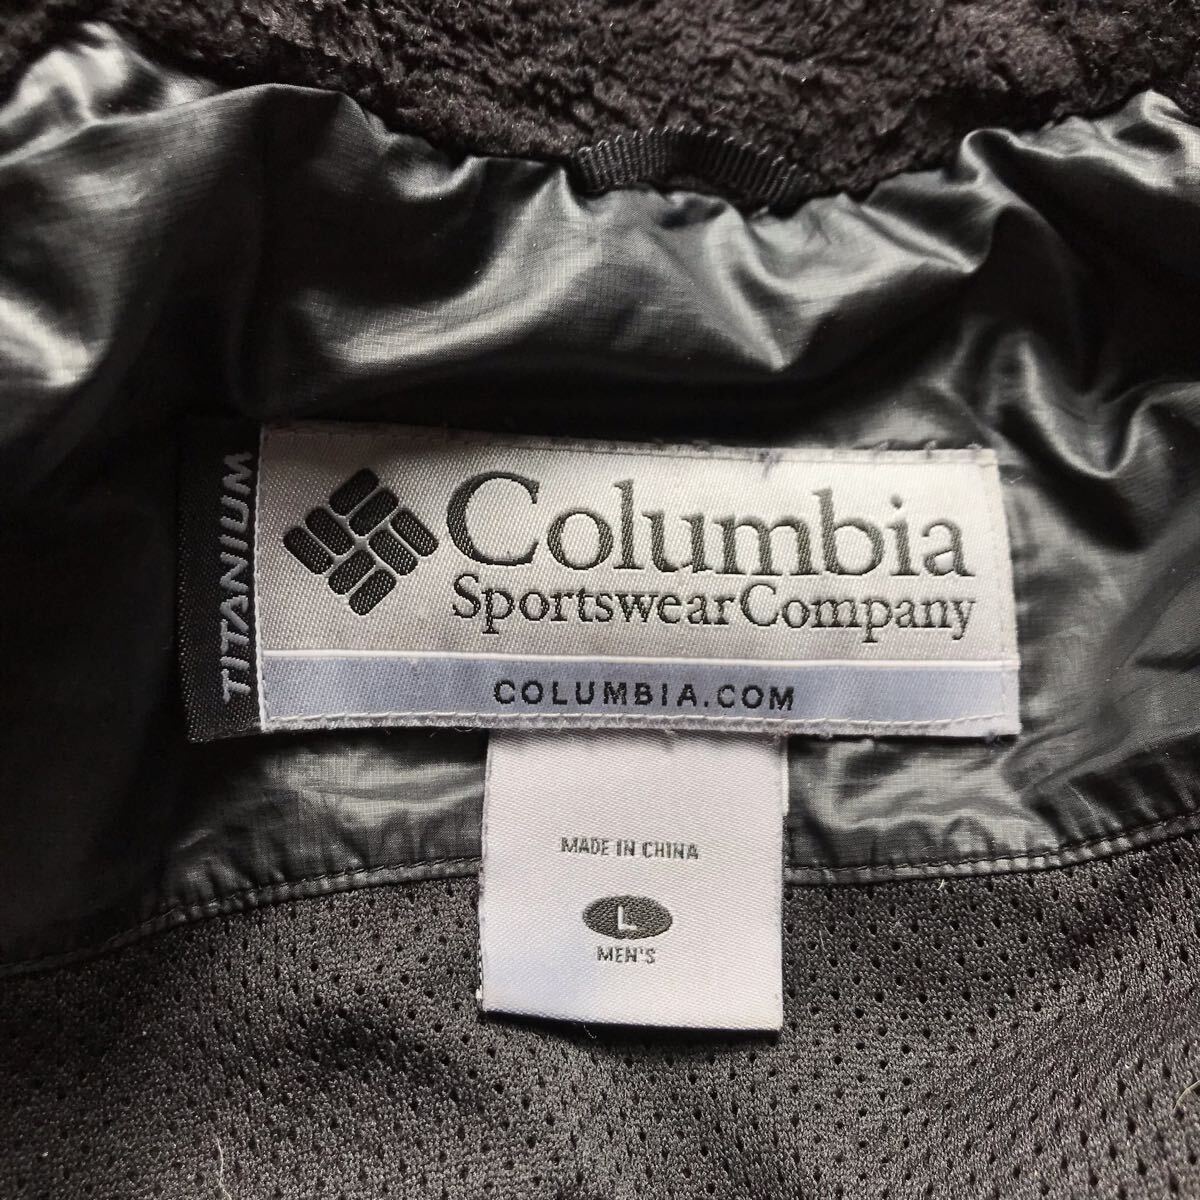 TITANIUM
Columbia
Sportswear Company
COLUMBIA.COM
MADE IN CHINA
L
MEN'S